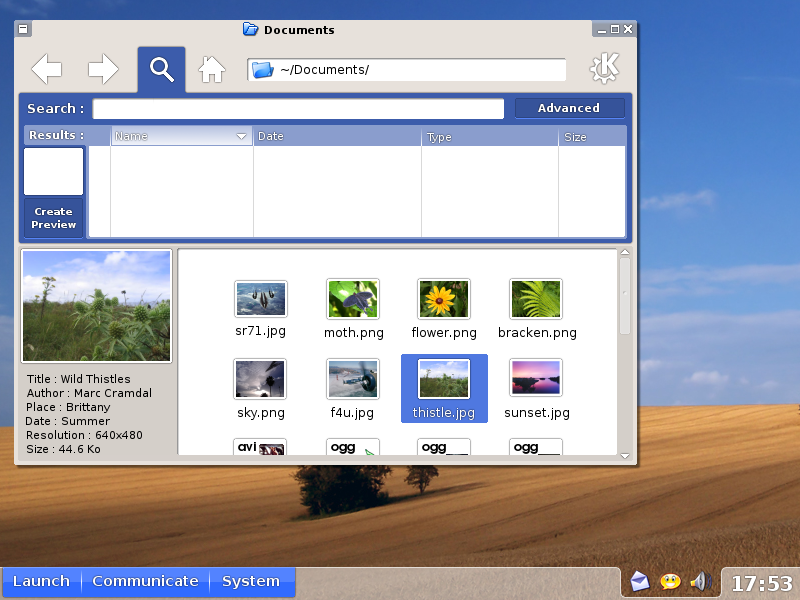 Documents
~/Documents/
K
Search :
Advanced
Results :
Name
Date
Type
Size
Create
Preview
sr71.jpg
moth.png
flower.png
bracken.png
sky.png
f4u.jpg
thistle.jpg
sunset.jpg
avi
ogg
ogg
ogg
Title : Wild Thistles
Author : Marc Cramdal
Place : Brittany
Date : Summer
Resolution : 640x480
Size : 44.6 Ko
Launch
Communicate
System
17:53